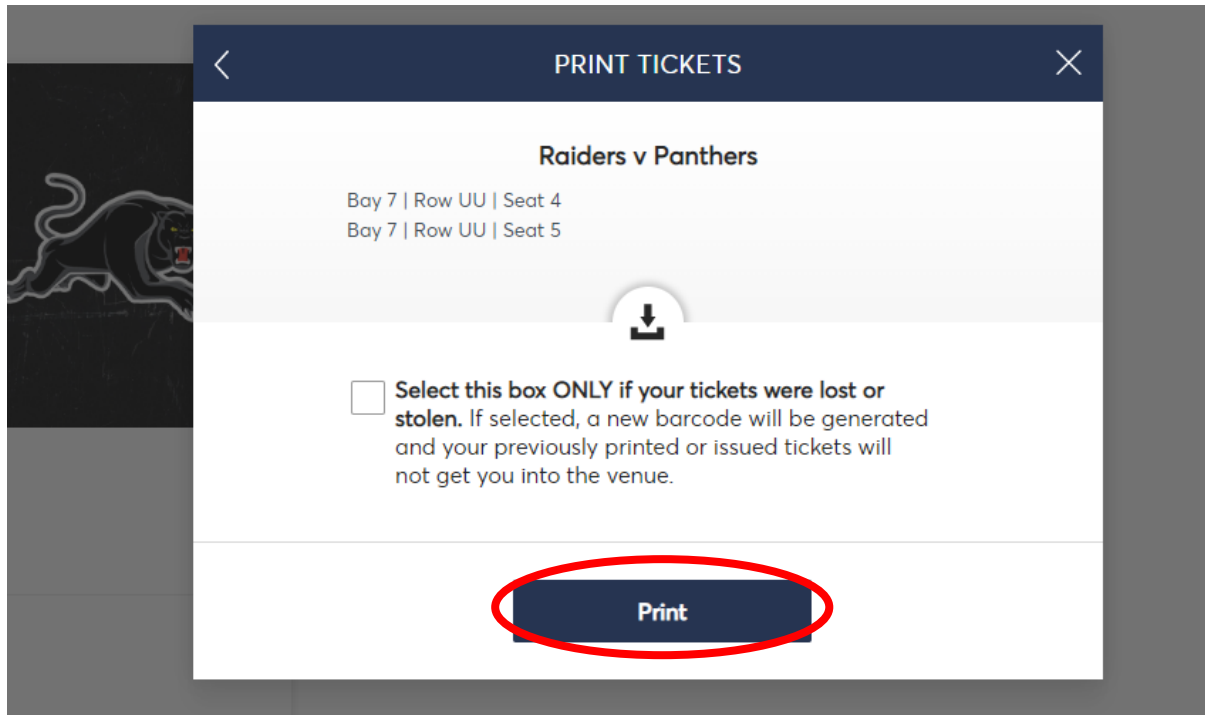 PRINT TICKETS
Raiders v Panthers
Bay 7 | Row UU | Seat 4
Bay 7 | Row UU | Seat 5
Select this box ONLY if your tickets were lost or
stolen. If selected, a new barcode will be generated
and your previously printed or issued tickets will
not get you into the venue.
Print